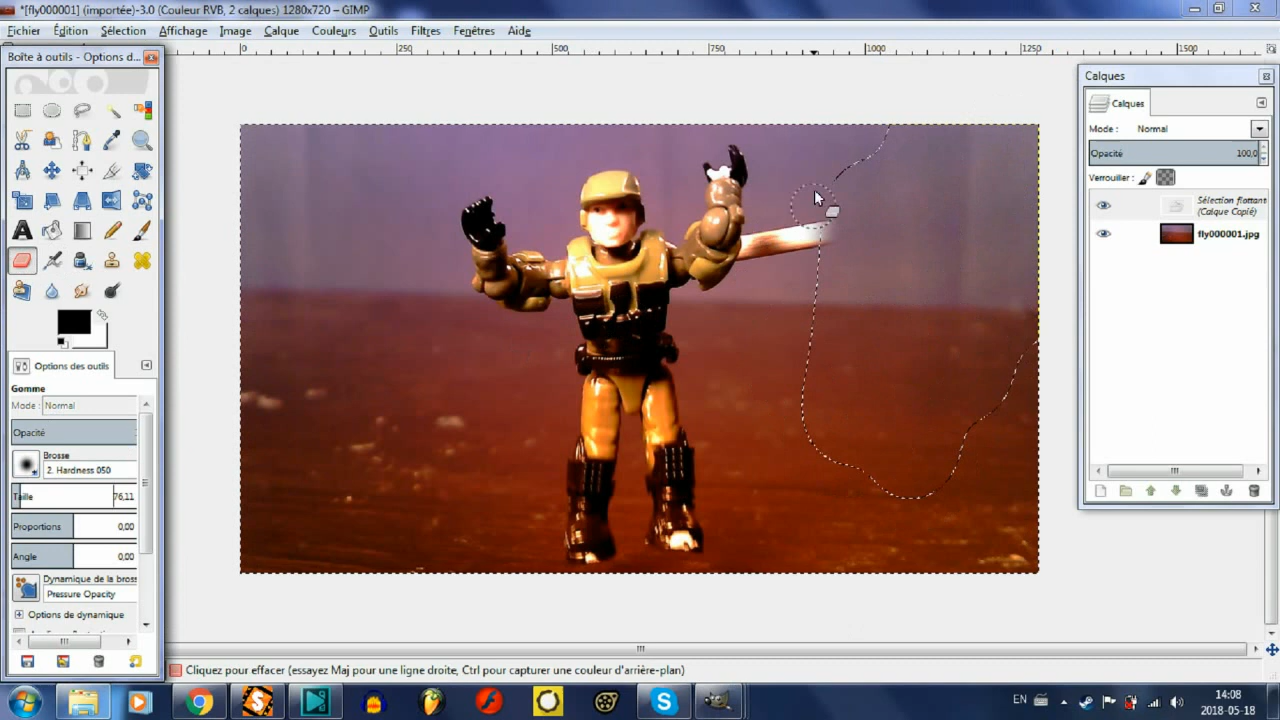 *[fly000001] (importée)-3.0 (Couleur RVB, 2 calques) 1280x720 – GIMP
Fichier Édition Sélection Affichage Image Calque Couleurs Outils Filtres Fenêtres Aide
Boîte à outils - Options d...
0 250 500 750 1000 1250 1500
Calques
Calques
Mode : Normal
Opacité 100,0
Verrouiller :
Sélection flottant
(Calque Copié)
fly000001.jpg
Options des outils
Gomme
Mode : Normal
Opacité
Brosse
2. Hardness 050
Taille 76,11
Proportions 0,00
Angle 0,00
Dynamique de la bross
Pressure Opacity
Options de dynamique
Cliquez pour effacer (essayez Maj pour une ligne droite, Ctrl pour capturer une couleur d'arrière-plan)
EN
14:08
2018-05-18